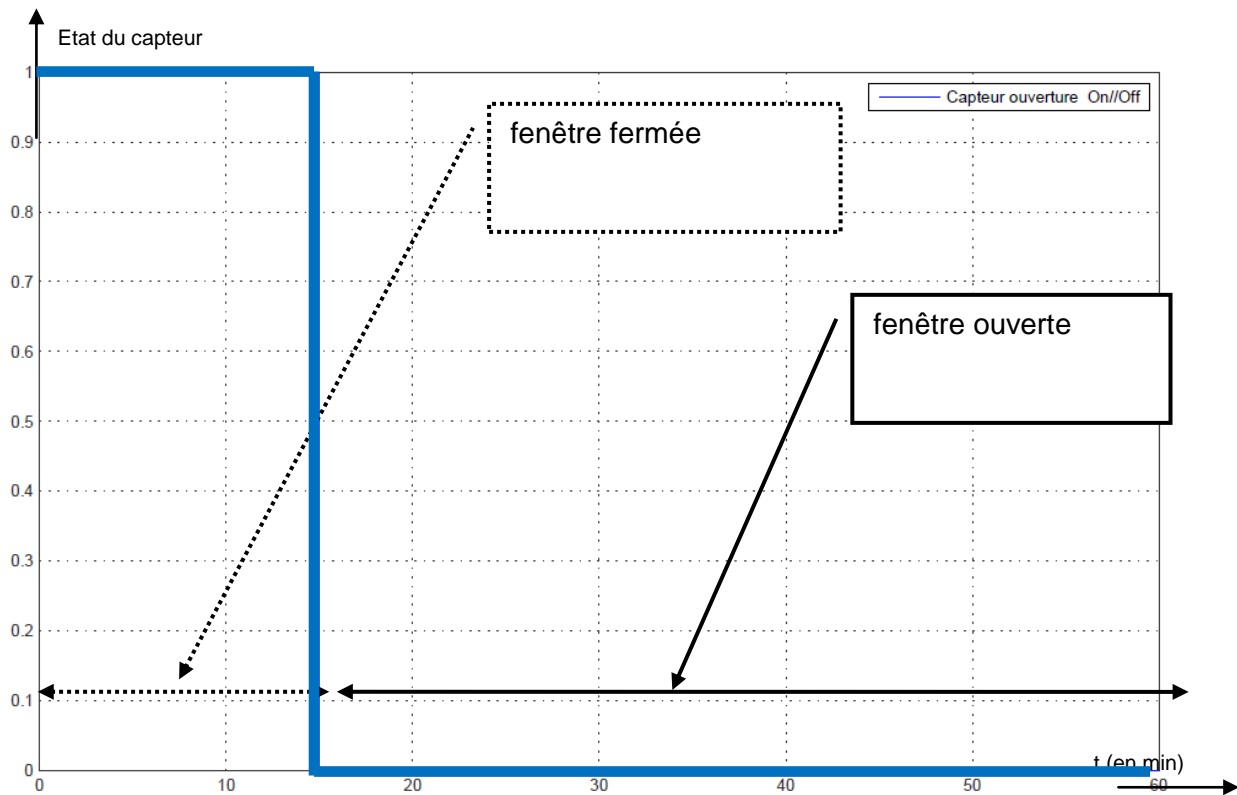 Etat du capteur
1
Capteur ouverture On//Off
fenêtre fermée
0.9
0.8
0.7
fenêtre ouverte
0.6
0.5
0.4
0.3
0.2
0.1
t (en min)
0
0 10 20 30 40 50 60